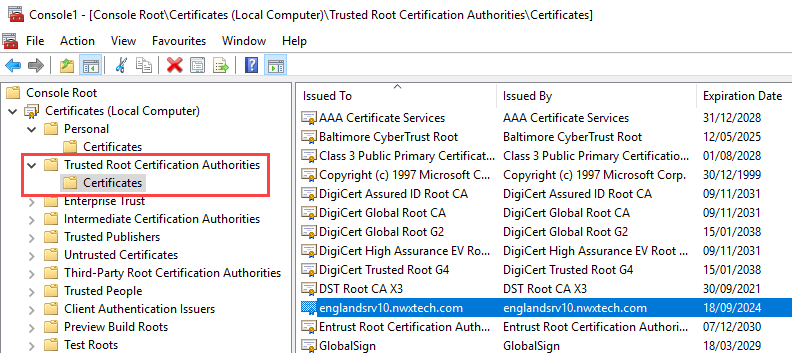 Console1 - [Console Root\Certificates (Local Computer)\Trusted Root Certification Authorities\Certificates]
File Action View Favourites Window Help
Console Root
Certificates (Local Computer)
Personal
Certificates
Trusted Root Certification Authorities
Certificates
Enterprise Trust
Intermediate Certification Authorities
Trusted Publishers
Untrusted Certificates
Third-Party Root Certification Authorities
Trusted People
Client Authentication Issuers
Preview Build Roots
Test Roots
Issued To Issued By Expiration Date
AAA Certificate Services AAA Certificate Services 31/12/2028
Baltimore CyberTrust Root Baltimore CyberTrust Root 12/05/2025
Class 3 Public Primary Certificat... Class 3 Public Primary Certificatio... 01/08/2028
Copyright (c) 1997 Microsoft C... Copyright (c) 1997 Microsoft Corp. 30/12/1999
DigiCert Assured ID Root CA DigiCert Assured ID Root CA 09/11/2031
DigiCert Global Root CA DigiCert Global Root CA 09/11/2031
DigiCert Global Root G2 DigiCert Global Root G2 15/01/2038
DigiCert High Assurance EV Ro... DigiCert High Assurance EV Root ... 09/11/2031
DigiCert Trusted Root G4 DigiCert Trusted Root G4 15/01/2038
DST Root CA X3 DST Root CA X3 30/09/2021
englandsrv10.nwxtech.com englandsrv10.nwxtech.com 18/09/2024
Entrust Root Certification Auth... Entrust Root Certification Authori... 07/12/2030
GlobalSign GlobalSign 18/03/2029